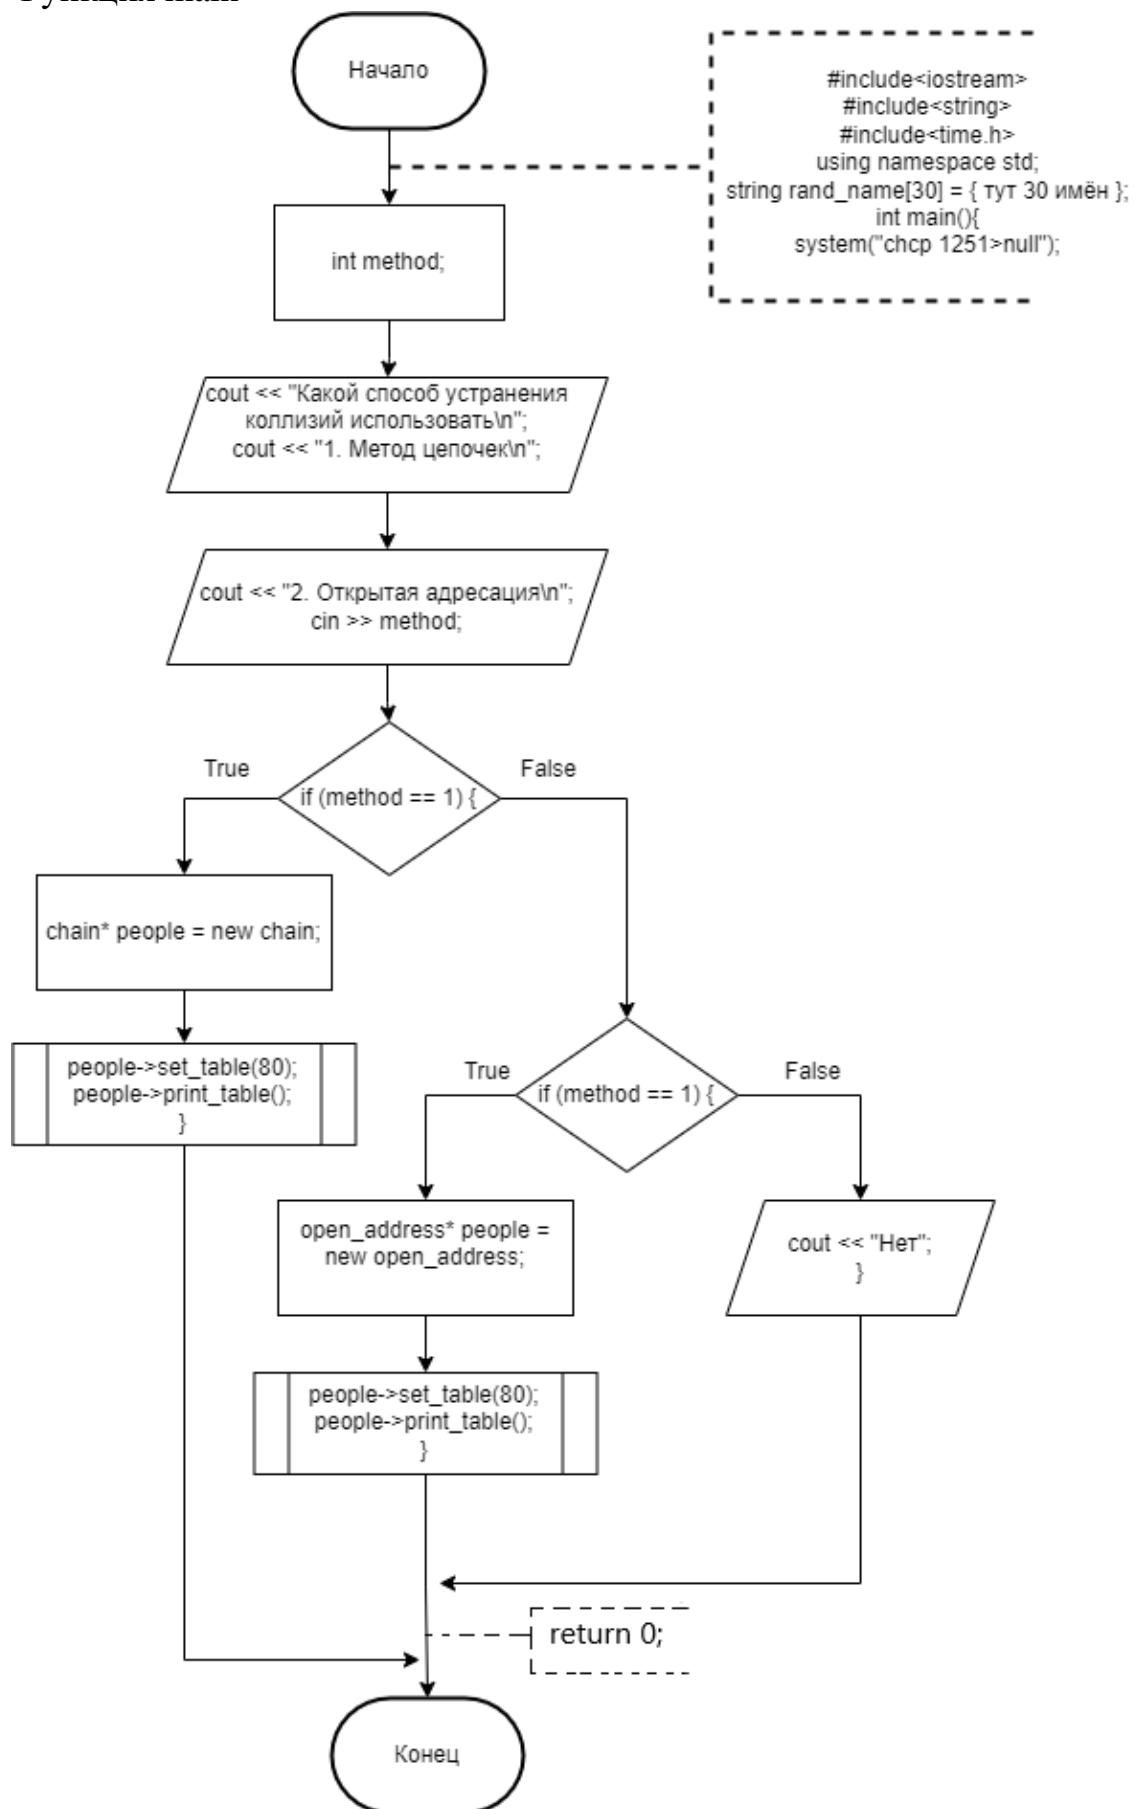 Функция main
Начало
#include<iostream>
#include<string>
#include<time.h>
using namespace std;
string rand_name[30] = { тут 30 имён };
int main(){
system("chcp 1251>null");
int method;
cout << "Какой способ устранения
коллизий использовать\n";
cout << "1. Метод цепочек\n";
cout << "2. Открытая адресация\n";
cin >> method;
True
False
if (method == 1) {
chain* people = new chain;
people->set_table(80);
people->print_table();
}
True
False
if (method == 1) {
open_address* people =
new open_address;
cout << "Нет";
}
people->set_table(80);
people->print_table();
}
return 0;
Конец